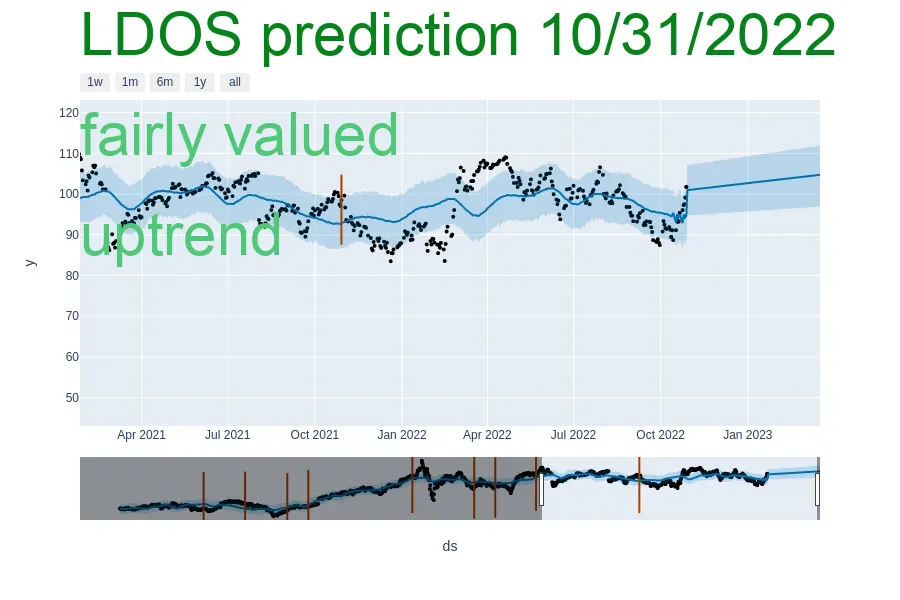 LDOS prediction 10/31/2022
1w 1m 6m 1y all
fairly valued
uptrend
120
110
100
90
80
70
60
50
y
Apr 2021 Jul 2021 Oct 2021 Jan 2022 Apr 2022 Jul 2022 Oct 2022 Jan 2023
ds